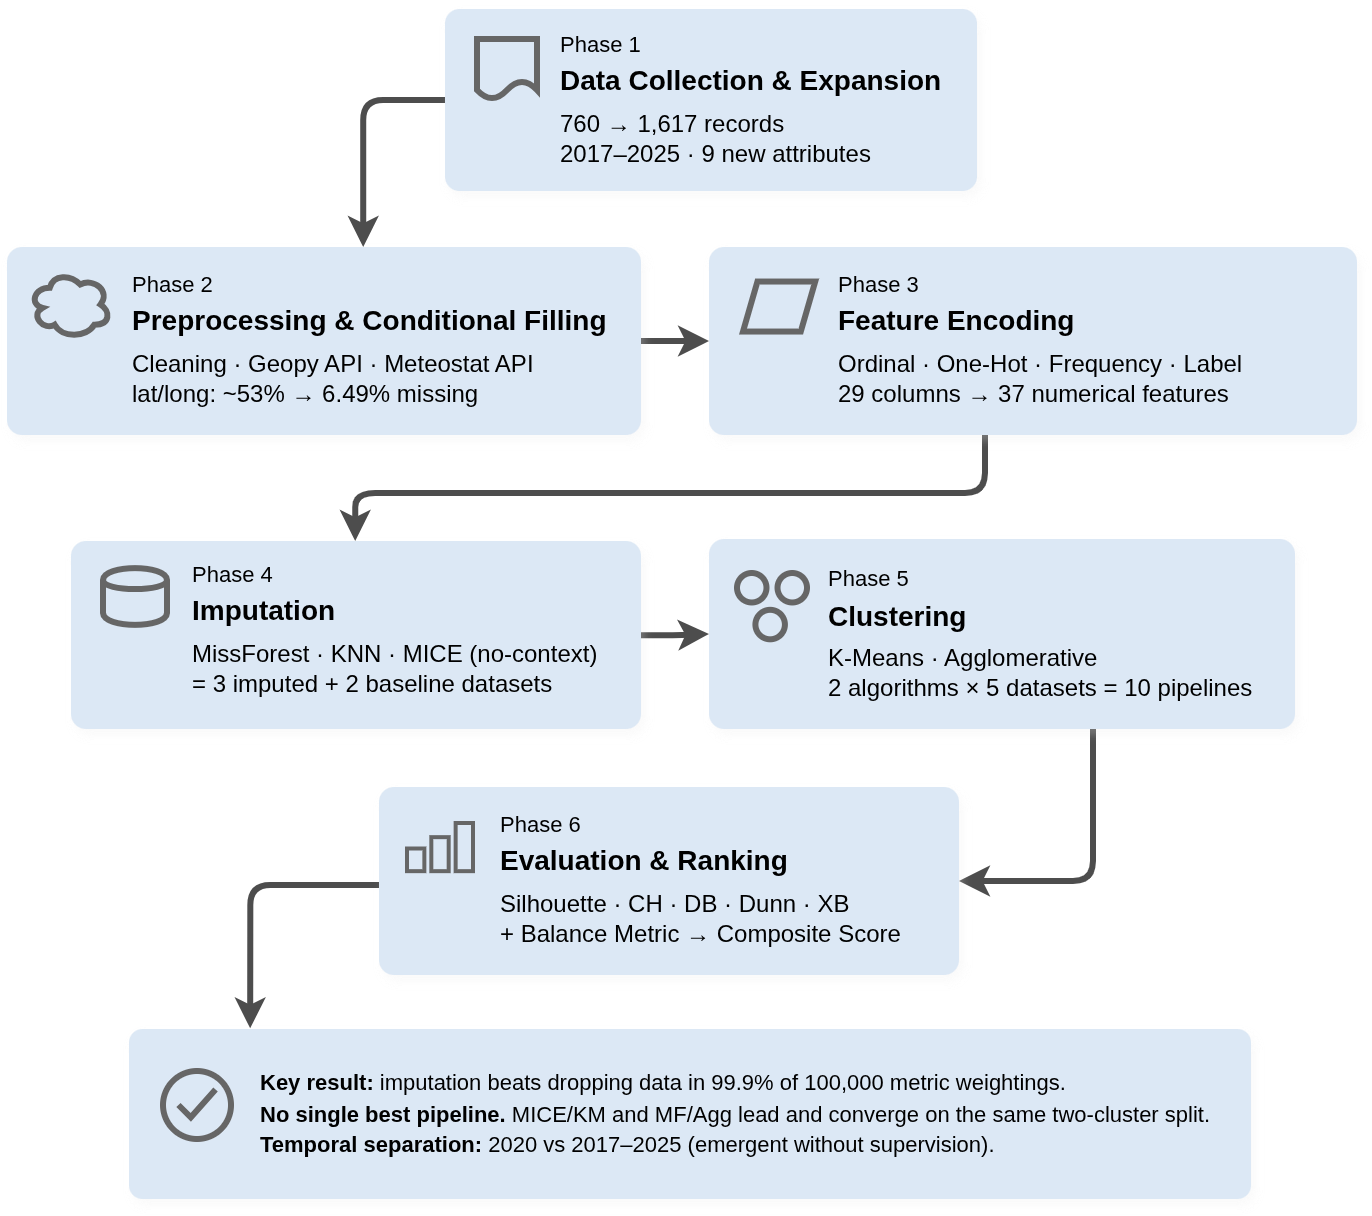 Phase 1
Data Collection & Expansion
760 → 1,617 records
2017–2025 · 9 new attributes
Phase 2
Preprocessing & Conditional Filling
Cleaning · Geopy API · Meteostat API
lat/long: ~53% → 6.49% missing
Phase 3
Feature Encoding
Ordinal · One-Hot · Frequency · Label
29 columns → 37 numerical features
Phase 4
Imputation
MissForest · KNN · MICE (no-context)
= 3 imputed + 2 baseline datasets
Phase 5
Clustering
K-Means · Agglomerative
2 algorithms × 5 datasets = 10 pipelines
Phase 6
Evaluation & Ranking
Silhouette · CH · DB · Dunn · XB
+ Balance Metric → Composite Score
Key result: imputation beats dropping data in 99.9% of 100,000 metric weightings.
No single best pipeline. MICE/KM and MF/Agg lead and converge on the same two-cluster split.
Temporal separation: 2020 vs 2017–2025 (emergent without supervision).